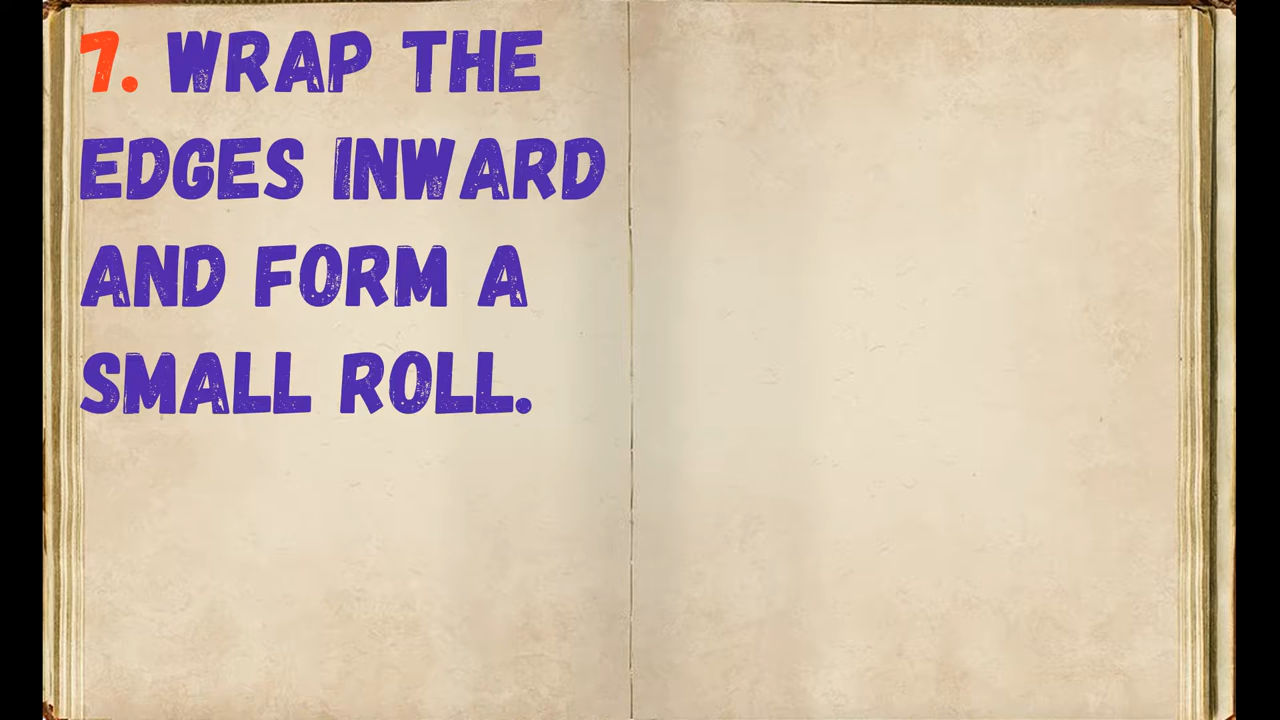 7. WRAP THE
EDGES INWARD
AND FORM A
SMALL ROLL.